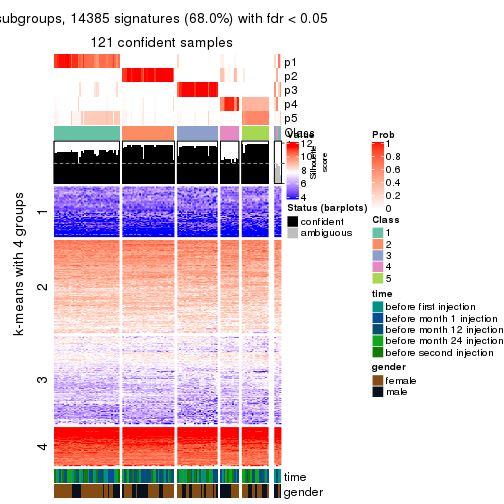 subgroups, 14385 signatures (68.0%) with fdr < 0.05
121 confident samples
p1
p2
p3
p4
p5
Class
1
2
3
4
k-means with 4 groups
time
gender
Value
12
10
8
6
4
Silhouette
score
Status (barplots)
confident
ambiguous
Prob
1
0.8
0.6
0.4
0.2
0
Class
1
2
3
4
5
time
before first injection
before month 1 injection
before month 12 injection
before month 24 injection
before second injection
gender
female
male